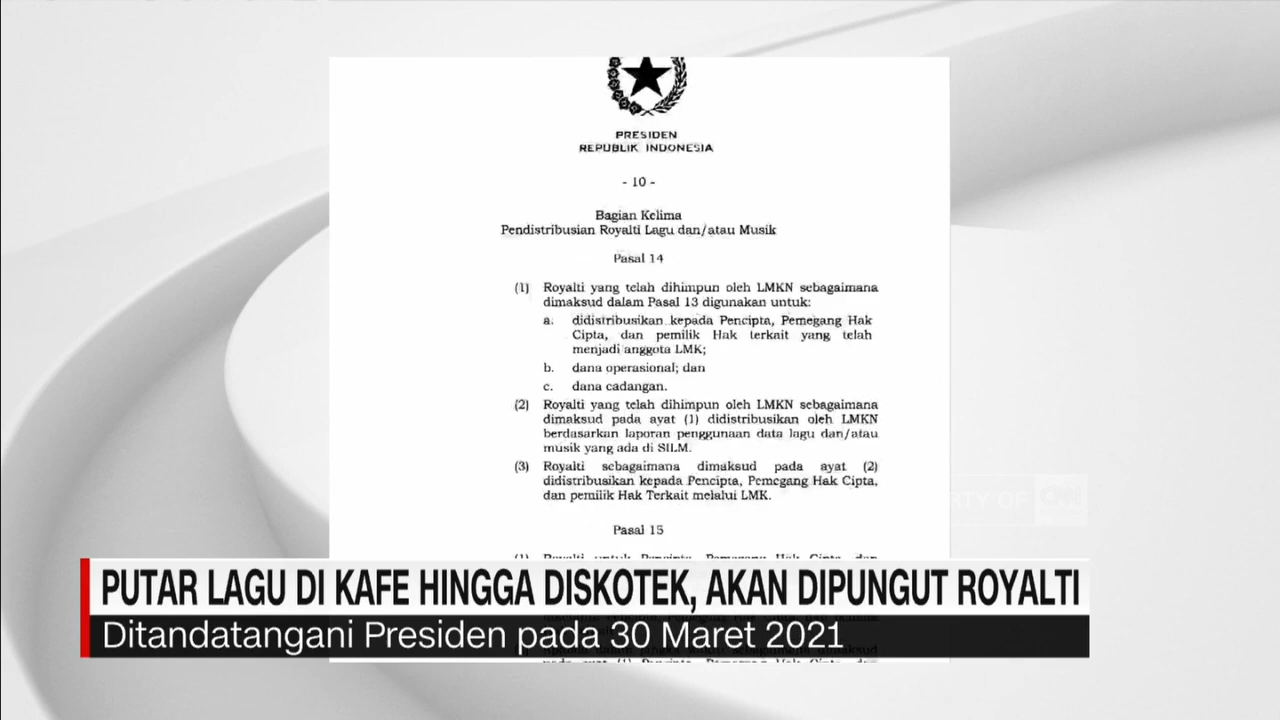 PRESIDEN
REPUBLIK INDONESIA
- 10 -
Bagian Kelima
Pendistribusian Royalti Lagu dan/atau Musik
Pasal 14
(1) Royalti yang telah dihimpun oleh LMKN sebagaimana
dimaksud dalam Pasal 13 digunakan untuk:
a. didistribusikan kepada Pencipta, Pemegang Hak
Cipta, dan pemilik Hak terkait yang telah
menjadi anggota LMK;
b. dana operasional; dan
c. dana cadangan.
(2) Royalti yang telah dihimpun oleh LMKN sebagaimana
dimaksud pada ayat (1) didistribusikan oleh LMKN
berdasarkan laporan penggunaan data lagu dan/atau
musik yang ada di SILM.
(3) Royalti sebagaimana dimaksud pada ayat (2)
didistribusikan kepada Pencipta, Pemegang Hak Cipta,
dan pemilik Hak Terkait melalui LMK.
OF
Pasal 15
PUTAR LAGU DI KAFE HINGGA DISKOTEK, AKAN DIPUNGUT ROYALTI
Ditandatangani Presiden pada 30 Maret 2021